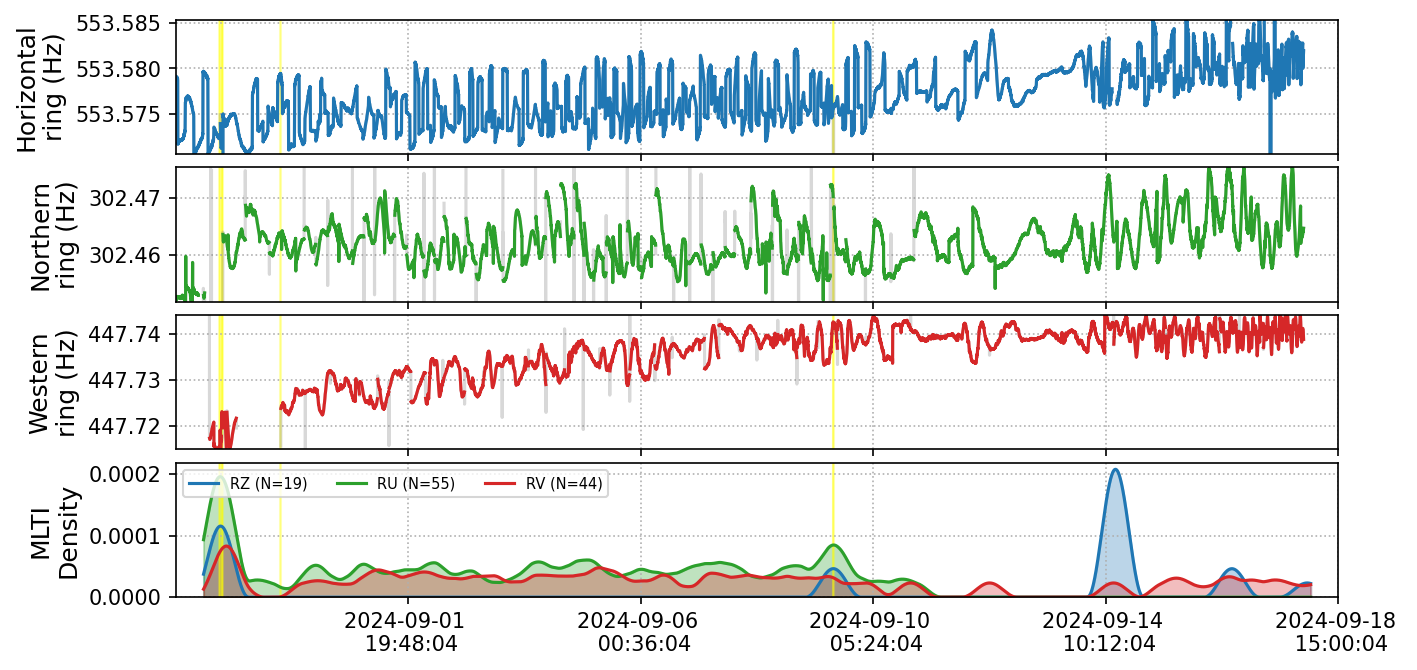 Horizontal
ring (Hz)
553.585
553.580
553.575
Northern
ring (Hz)
302.47
302.46
Western
ring (Hz)
447.74
447.73
447.72
MLTI
Density
0.0002
0.0001
0.0000
RZ (N=19) RU (N=55) RV (N=44)
2024-09-01 2024-09-06 2024-09-10 2024-09-14 2024-09-18
19:48:04 00:36:04 05:24:04 10:12:04 15:00:04